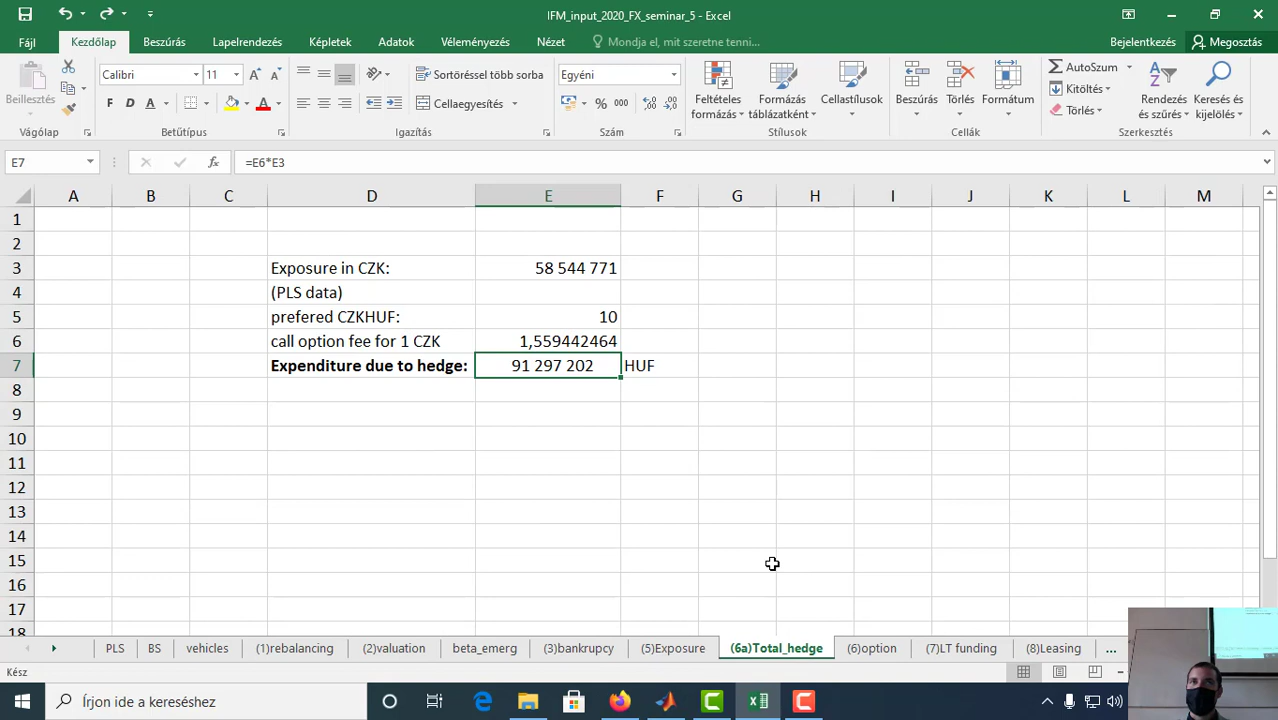 IFM_input_2020_FX_seminar_5 - Excel
Fájl Kezdőlap Beszúrás Lapelrendezés Képletek Adatok Véleményezés Nézet Mondja el, mit szeretne tenni... Bejelentkezés Megosztás
Beillesztés
Vágólap
Calibri 11
F D A
Betűtípus
Sortöréssel több sorba
Cellaegyesítés
Igazítás
Egyéni
% 000
Szám
Feltételes formázás
Formázás táblázatként
Cellastílusok
Stílusok
Beszúrás Törlés Formátum
Cellák
AutoSzum
Kitöltés
Törlés
Rendezés és szűrés
Keresés és kijelölés
Szerkesztés
E7 fx =E6*E3
A B C D E F G H I J K L M
1
2
3 Exposure in CZK: 58 544 771
4 (PLS data)
5 prefered CZKHUF: 10
6 call option fee for 1 CZK 1,559442464
7 Expenditure due to hedge: 91 297 202 HUF
8
9
10
11
12
13
14
15
16
17
18
PLS BS vehicles (1)rebalancing (2)valuation beta_emerg (3)bankrupcy (5)Exposure (6a)Total_hedge (6)option (7)LT funding (8)Leasing ...
Kész
Írjon ide a kereséshez